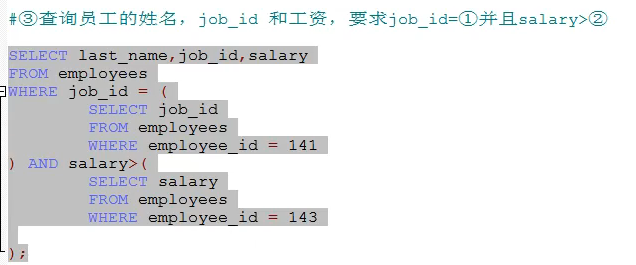 #③查询员工的姓名，job_id 和工资，要求job_id=①并且salary>②
SELECT last_name,job_id,salary
FROM employees
WHERE job_id = (
SELECT job_id
FROM employees
WHERE employee_id = 141
) AND salary>(
SELECT salary
FROM employees
WHERE employee_id = 143
);